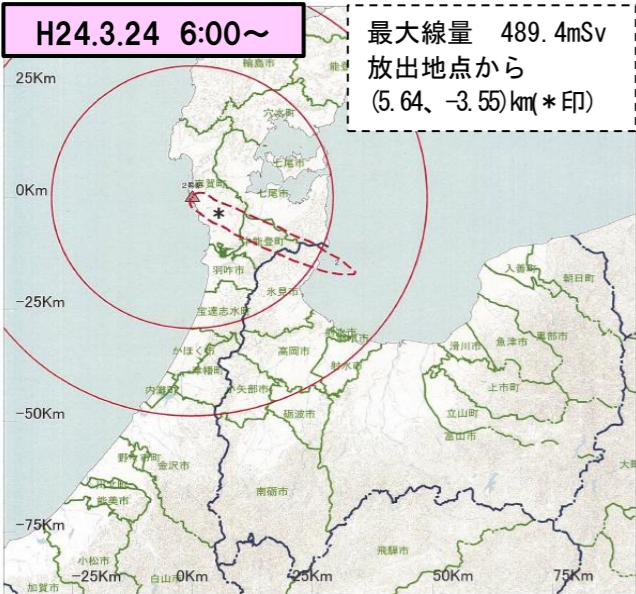 H24.3.24 6:00～
最大線量 489.4mSv
放出地点から
(5.64、-3.55)km(＊印)
25Km
0Km
-25Km
-50Km
-75Km
-25Km
0Km
25Km
50Km
75Km
輪島市
穴水町
七尾市
志賀町
七尾市
中能登町
羽咋市
氷見市
宝達志水町
かほく市
高岡市
津幡町
射水市
内灘町
小矢部市
砺波市
金沢市
南砺市
能美市
小松市
白山市
加賀市
入善町
朝日町
黒部市
魚津市
滑川市
上市町
立山町
富山市
飛騨市